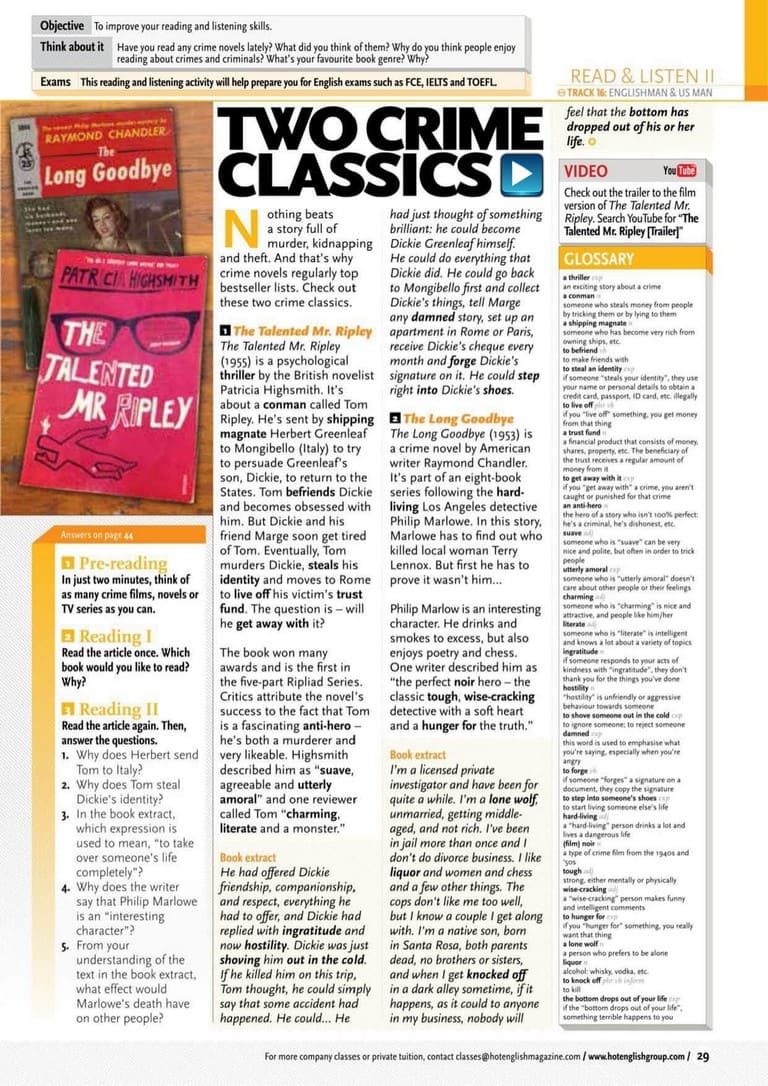 Objective To improve your reading and listening skills.
Think about it Have you read any crime novels lately? What did you think of them? Why do you think people enjoy
reading about crimes and criminals? What's your favourite book genre? Why?
Exams This reading and listening activity will help prepare you for English exams such as FCE, IELTS and TOEFL.
READ & LISTEN II
TRACK 16: ENGLISHMAN & US MAN
RAYMOND CHANDLER
The
Long Goodbye
PATRICIA HIGHSMITH
THE
TALENTED
MR RIPLEY
Answers on page 44
1 Pre-reading
In just two minutes, think of
as many crime films, novels or
TV series as you can.
2 Reading I
Read the article once. Which
book would you like to read?
Why?
3 Reading II
Read the article again. Then,
answer the questions.
1. Why does Herbert send
Tom to Italy?
2. Why does Tom steal
Dickie's identity?
3. In the book extract,
which expression is
used to mean, "to take
over someone's life
completely"?
4. Why does the writer
say that Philip Marlowe
is an "interesting
character"?
5. From your
understanding of the
text in the book extract,
what effect would
Marlowe's death have
on other people?
TWO CRIME
CLASSICS
Nothing beats
a story full of
murder, kidnapping
and theft. And that's why
crime novels regularly top
bestseller lists. Check out
these two crime classics.
1 The Talented Mr. Ripley
The Talented Mr. Ripley
(1955) is a psychological
thriller by the British novelist
Patricia Highsmith. It's
about a conman called Tom
Ripley. He's sent by shipping
magnate Herbert Greenleaf
to Mongibello (Italy) to try
to persuade Greenleaf's
son, Dickie, to return to the
States. Tom befriends Dickie
and becomes obsessed with
him. But Dickie and his
friend Marge soon get tired
of Tom. Eventually, Tom
murders Dickie, steals his
identity and moves to Rome
to live off his victim's trust
fund. The question is – will
he get away with it?
The book won many
awards and is the first in
the five-part Ripliad Series.
Critics attribute the novel's
success to the fact that Tom
is a fascinating anti-hero –
he's both a murderer and
very likeable. Highsmith
described him as "suave,
agreeable and utterly
amoral" and one reviewer
called Tom "charming,
literate and a monster."
Book extract
He had offered Dickie
friendship, companionship,
and respect, everything he
had to offer, and Dickie had
replied with ingratitude and
now hostility. Dickie was just
shoving him out in the cold.
If he killed him on this trip,
Tom thought, he could simply
say that some accident had
happened. He could... He
had just thought of something
brilliant: he could become
Dickie Greenleaf himself.
He could do everything that
Dickie did. He could go back
to Mongibello first and collect
Dickie's things, tell Marge
any damned story, set up an
apartment in Rome or Paris,
receive Dickie's cheque every
month and forge Dickie's
signature on it. He could step
right into Dickie's shoes.
2 The Long Goodbye
The Long Goodbye (1953) is
a crime novel by American
writer Raymond Chandler.
It's part of an eight-book
series following the hard-
living Los Angeles detective
Philip Marlowe. In this story,
Marlowe has to find out who
killed local woman Terry
Lennox. But first he has to
prove it wasn't him...
Philip Marlow is an interesting
character. He drinks and
smokes to excess, but also
enjoys poetry and chess.
One writer described him as
"the perfect noir hero – the
classic tough, wise-cracking
detective with a soft heart
and a hunger for the truth."
Book extract
I'm a licensed private
investigator and have been for
quite a while. I'm a lone wolf,
unmarried, getting middle-
aged, and not rich. I've been
in jail more than once and I
don't do divorce business. I like
liquor and women and chess
and a few other things. The
cops don't like me too well,
but I know a couple I get along
with. I'm a native son, born
in Santa Rosa, both parents
dead, no brothers or sisters,
and when I get knocked off
in a dark alley sometime, if it
happens, as it could to anyone
in my business, nobody will
feel that the bottom has
dropped out of his or her
life.
VIDEO
YouTube
Check out the trailer to the film
version of The Talented Mr.
Ripley. Search YouTube for "The
Talented Mr. Ripley [Trailer]"
GLOSSARY
a thriller exp
an exciting story about a crime
a conman n
someone who steals money from people
by tricking them or by lying to them
a shipping magnate n
someone who has become very rich from
owning ships, etc.
to befriend vb
to make friends with
to steal an identity exp
if someone "steals your identity", they use
your name or personal details to obtain a
credit card, passport, ID card, etc. illegally
to live off phr vb
if you "live off" something, you get money
from that thing
a trust fund n
a financial product that consists of money,
shares, property, etc. The beneficiary of
the trust receives a regular amount of
money from it
to get away with it exp
if you "get away with" a crime, you aren't
caught or punished for that crime
an anti-hero n
the hero of a story who isn't 100% perfect:
he's a criminal, he's dishonest, etc.
suave adj
someone who is "suave" can be very
nice and polite, but often in order to trick
people
utterly amoral exp
someone who is "utterly amoral" doesn't
care about other people or their feelings
charming adj
someone who is "charming" is nice and
attractive, and people like him/her
literate adj
someone who is "literate" is intelligent
and knows a lot about a variety of topics
ingratitude n
if someone responds to your acts of
kindness with "ingratitude", they don't
thank you for the things you've done
hostility n
"hostility" is unfriendly or aggressive
behaviour towards someone
to shove someone out in the cold exp
to ignore someone; to reject someone
damned exp
this word is used to emphasise what
you're saying, especially when you're
angry
to forge vb
if someone "forges" a signature on a
document, they copy the signature
to step into someone's shoes exp
to start living someone else's life
hard-living adj
a "hard-living" person drinks a lot and
lives a dangerous life
(film) noir n
a type of crime film from the 1940s and
'50s
tough adj
strong, either mentally or physically
wise-cracking adj
a "wise-cracking" person makes funny
and intelligent comments
to hunger for exp
if you "hunger for" something, you really
want that thing
a lone wolf n
a person who prefers to be alone
liquor n
alcohol: whisky, vodka, etc.
to knock off phr vb inform
to kill
the bottom drops out of your life exp
if the "bottom drops out of your life",
something terrible happens to you
For more company classes or private tuition, contact classes@hotenglishmagazine.com / www.hotenglishgroup.com / 29